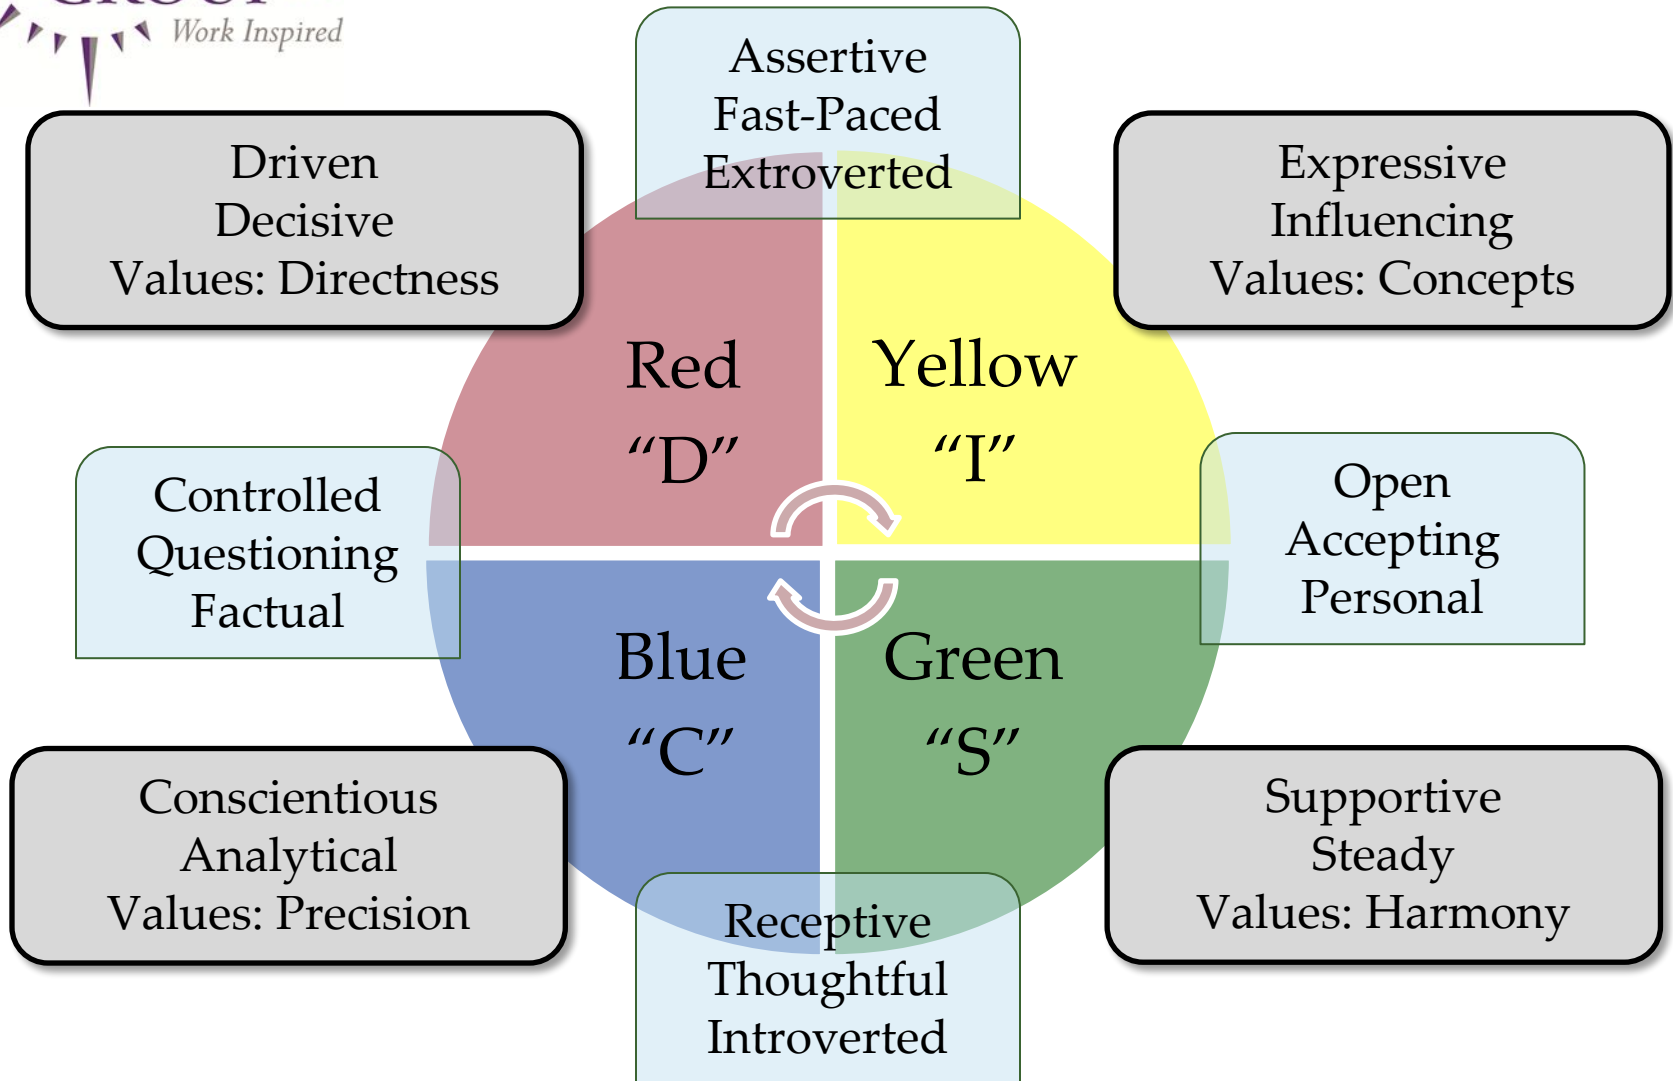 Work Inspired
Assertive
Fast-Paced
Extroverted
Driven
Decisive
Values: Directness
Expressive
Influencing
Values: Concepts
Red
“D”
Yellow
“I”
Controlled
Questioning
Factual
Open
Accepting
Personal
Blue
“C”
Green
“S”
Conscientious
Analytical
Values: Precision
Supportive
Steady
Values: Harmony
Receptive
Thoughtful
Introverted